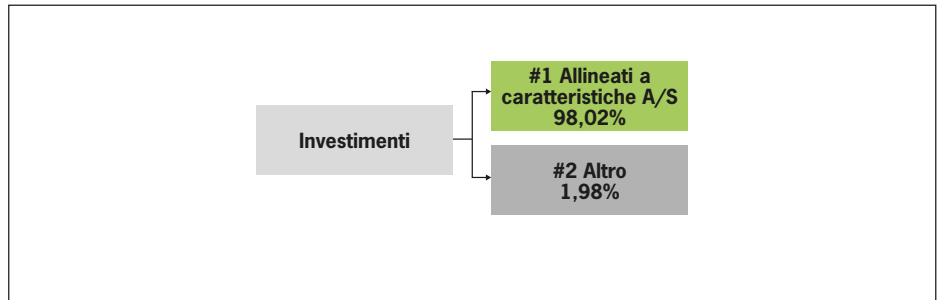 Investimenti
#1 Allineati a
caratteristiche A/S
98,02%
#2 Altro
1,98%